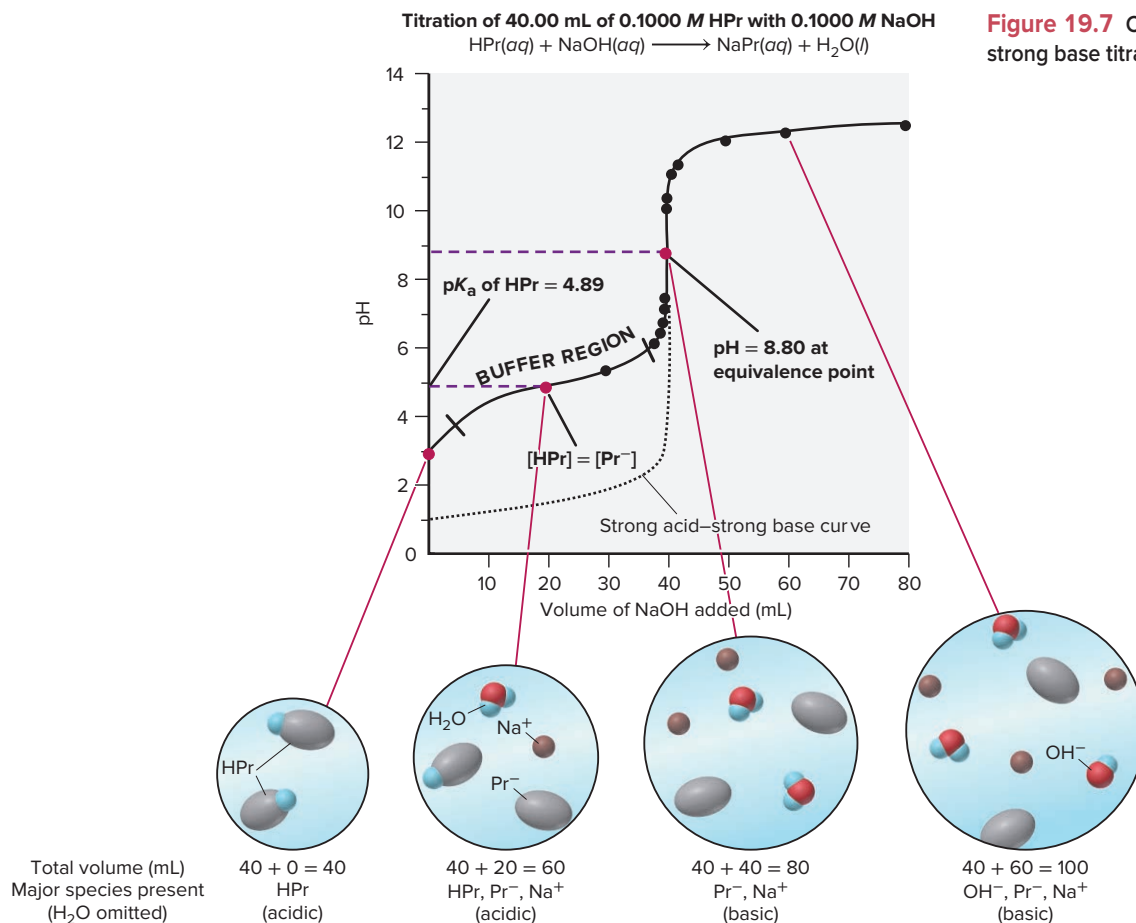 Titration of 40.00 mL of 0.1000 M HPr with 0.1000 M NaOH
HPr(aq) + NaOH(aq) ⟶ NaPr(aq) + H₂O(l)
Figure 19.7 C
strong base titra
14
12
10
8
6
4
2
0
pH
pKₐ of HPr = 4.89
BUFFER REGION
pH = 8.80 at
equivalence point
[HPr] = [Pr⁻]
Strong acid–strong base curve
10 20 30 40 50 60 70 80
Volume of NaOH added (mL)
HPr
H₂O
Na⁺
Pr⁻
OH⁻
Total volume (mL) 40 + 0 = 40 40 + 20 = 60 40 + 40 = 80 40 + 60 = 100
Major species present HPr HPr, Pr⁻, Na⁺ Pr⁻, Na⁺ OH⁻, Pr⁻, Na⁺
(H₂O omitted) (acidic) (acidic) (basic) (basic)